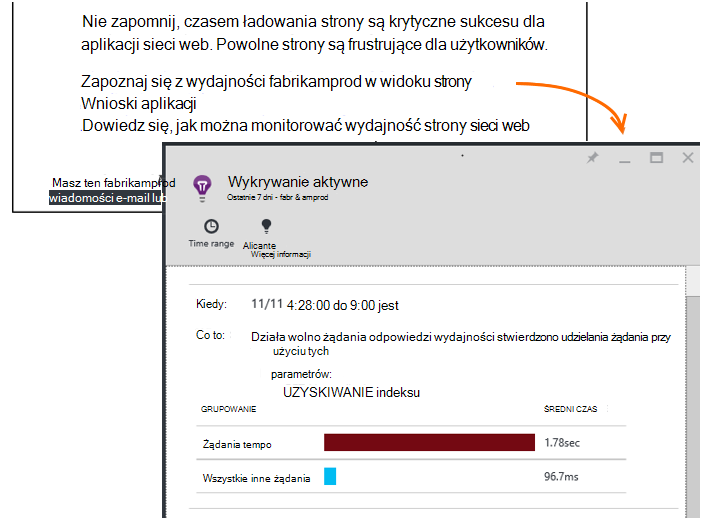 Nie zapomnij, czasem ładowania strony są krytyczne sukcesu dla
aplikacji sieci web. Powolne strony są frustrujące dla użytkowników.
Zapoznaj się z wydajności fabrikamprod w widoku strony
Wnioski aplikacji
.Dowiedz się, jak można monitorować wydajność strony sieci web
Masz ten fabrikamprod
wiadomości e-mail lub
Wykrywanie aktywne
Ostatnie 7 dni - fabr & amprod
Time range
Alicante
Więcej informacji
Kiedy: 11/11 4:28:00 do 9:00 jest
Co to: Działa wolno żądania odpowiedzi wydajności stwierdzono udzielania żądania przy
użyciu tych
parametrów:
UZYSKIWANIE indeksu
GRUPOWANIE ŚREDNI CZAS
Żądania tempo 1.78sec
Wszystkie inne żądania 96.7ms